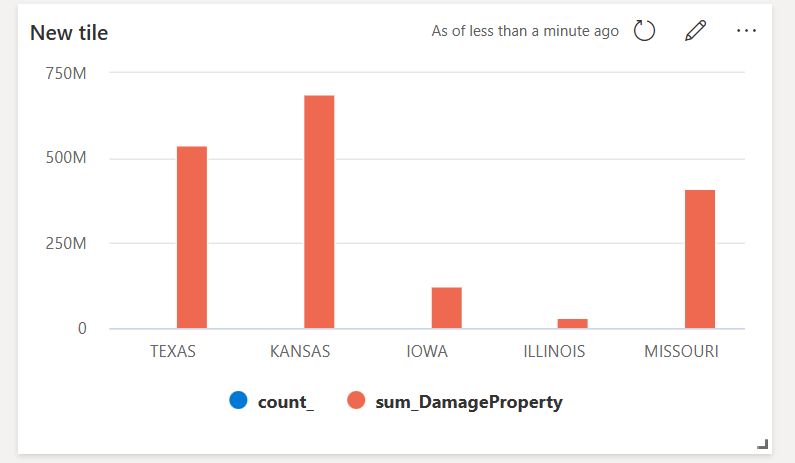 New tile As of less than a minute ago
750M
500M
250M
0
TEXAS KANSAS IOWA ILLINOIS MISSOURI
count_ sum_DamageProperty